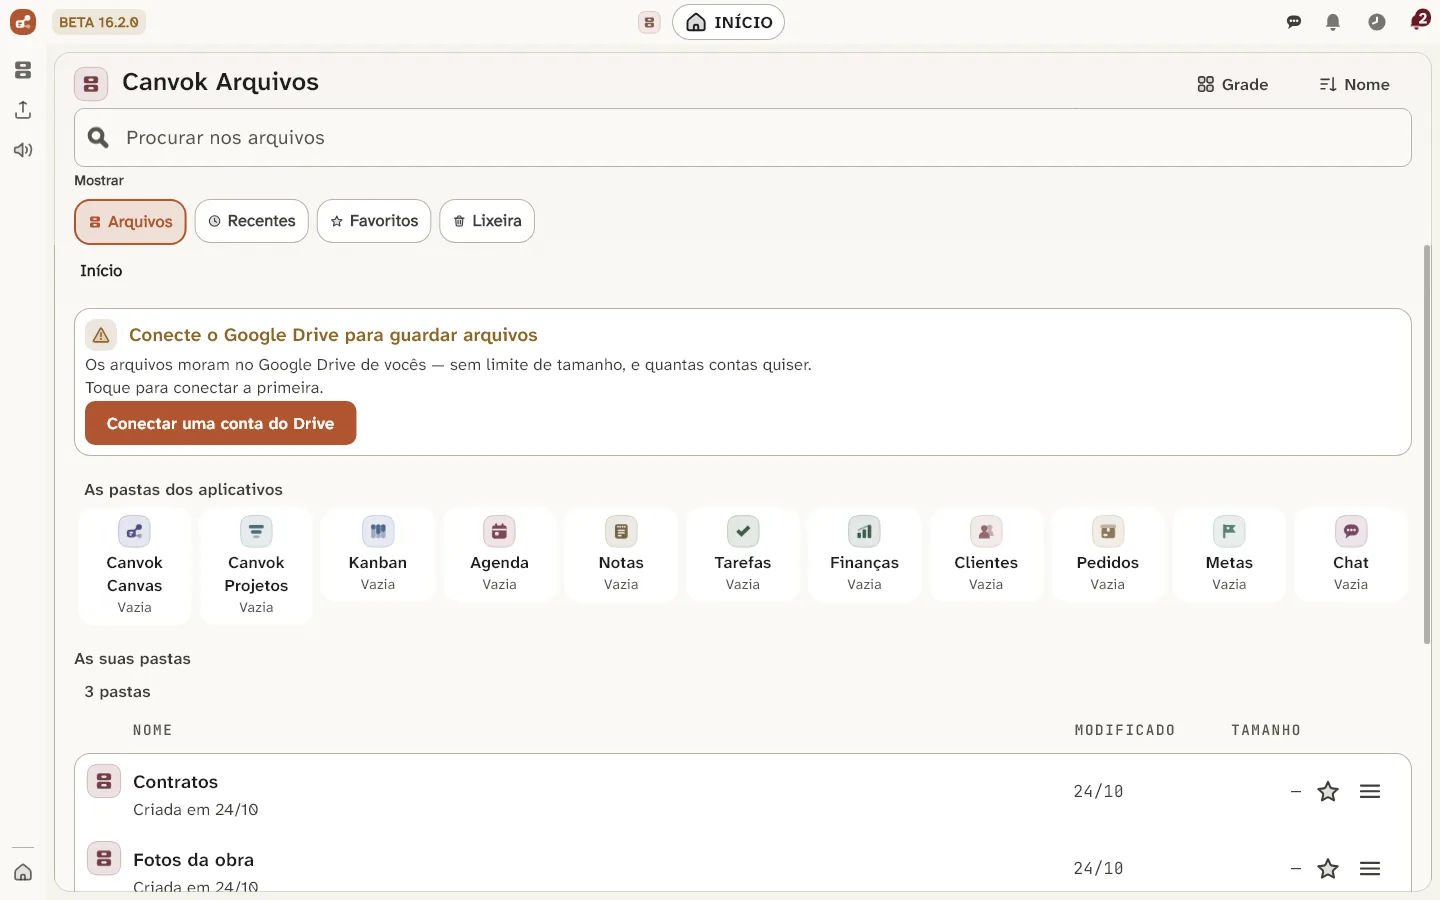 BETA 16.2.0
INÍCIO
2
Canvok Arquivos
Grade
Nome
Procurar nos arquivos
Mostrar
Arquivos
Recentes
Favoritos
Lixeira
Início
Conecte o Google Drive para guardar arquivos
Os arquivos moram no Google Drive de vocês — sem limite de tamanho, e quantas contas quiser.
Toque para conectar a primeira.
Conectar uma conta do Drive
As pastas dos aplicativos
Canvok Canvas
Vazia
Canvok Projetos
Vazia
Kanban
Vazia
Agenda
Vazia
Notas
Vazia
Tarefas
Vazia
Finanças
Vazia
Clientes
Vazia
Pedidos
Vazia
Metas
Vazia
Chat
Vazia
As suas pastas
3 pastas
NOME MODIFICADO TAMANHO
Contratos
Criada em 24/10
24/10 —
Fotos da obra
Criada em 24/10
24/10 —